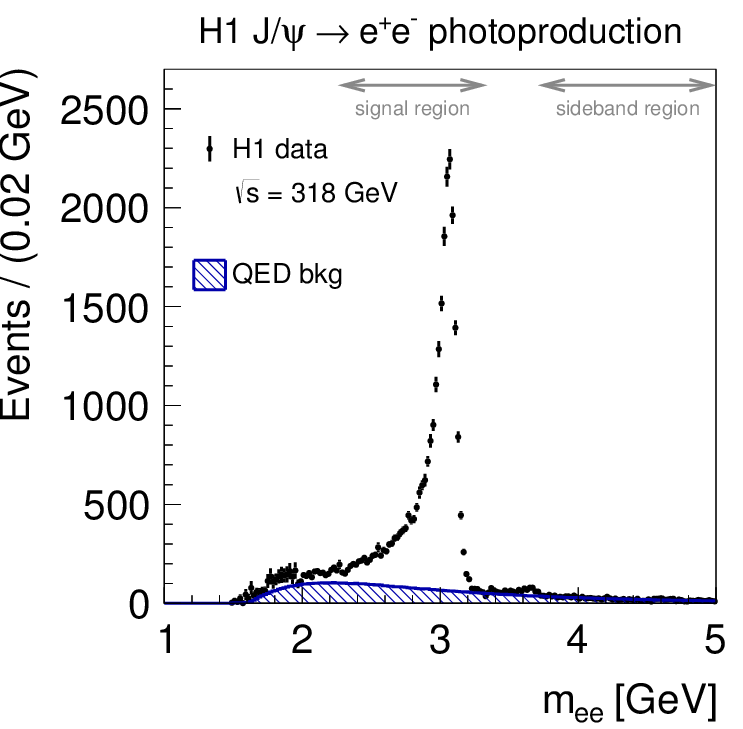 H1 J/ψ → e⁺e⁻ photoproduction
Events / (0.02 GeV)
2500
2000
1500
1000
500
0
signal region
sideband region
H1 data
√s = 318 GeV
QED bkg
1 2 3 4 5
m_ee [GeV]